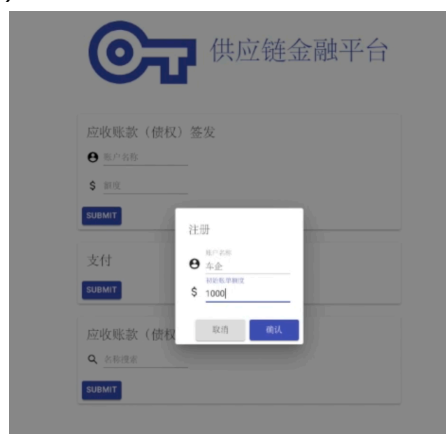 供应链金融平台
应收账款（债权）签发
账户名称
$ 额度
SUBMIT
注册
账户名称
车企
初始账单额度
$ 1000
取消
确认
支付
SUBMIT
应收账款（债权
名称搜索
SUBMIT